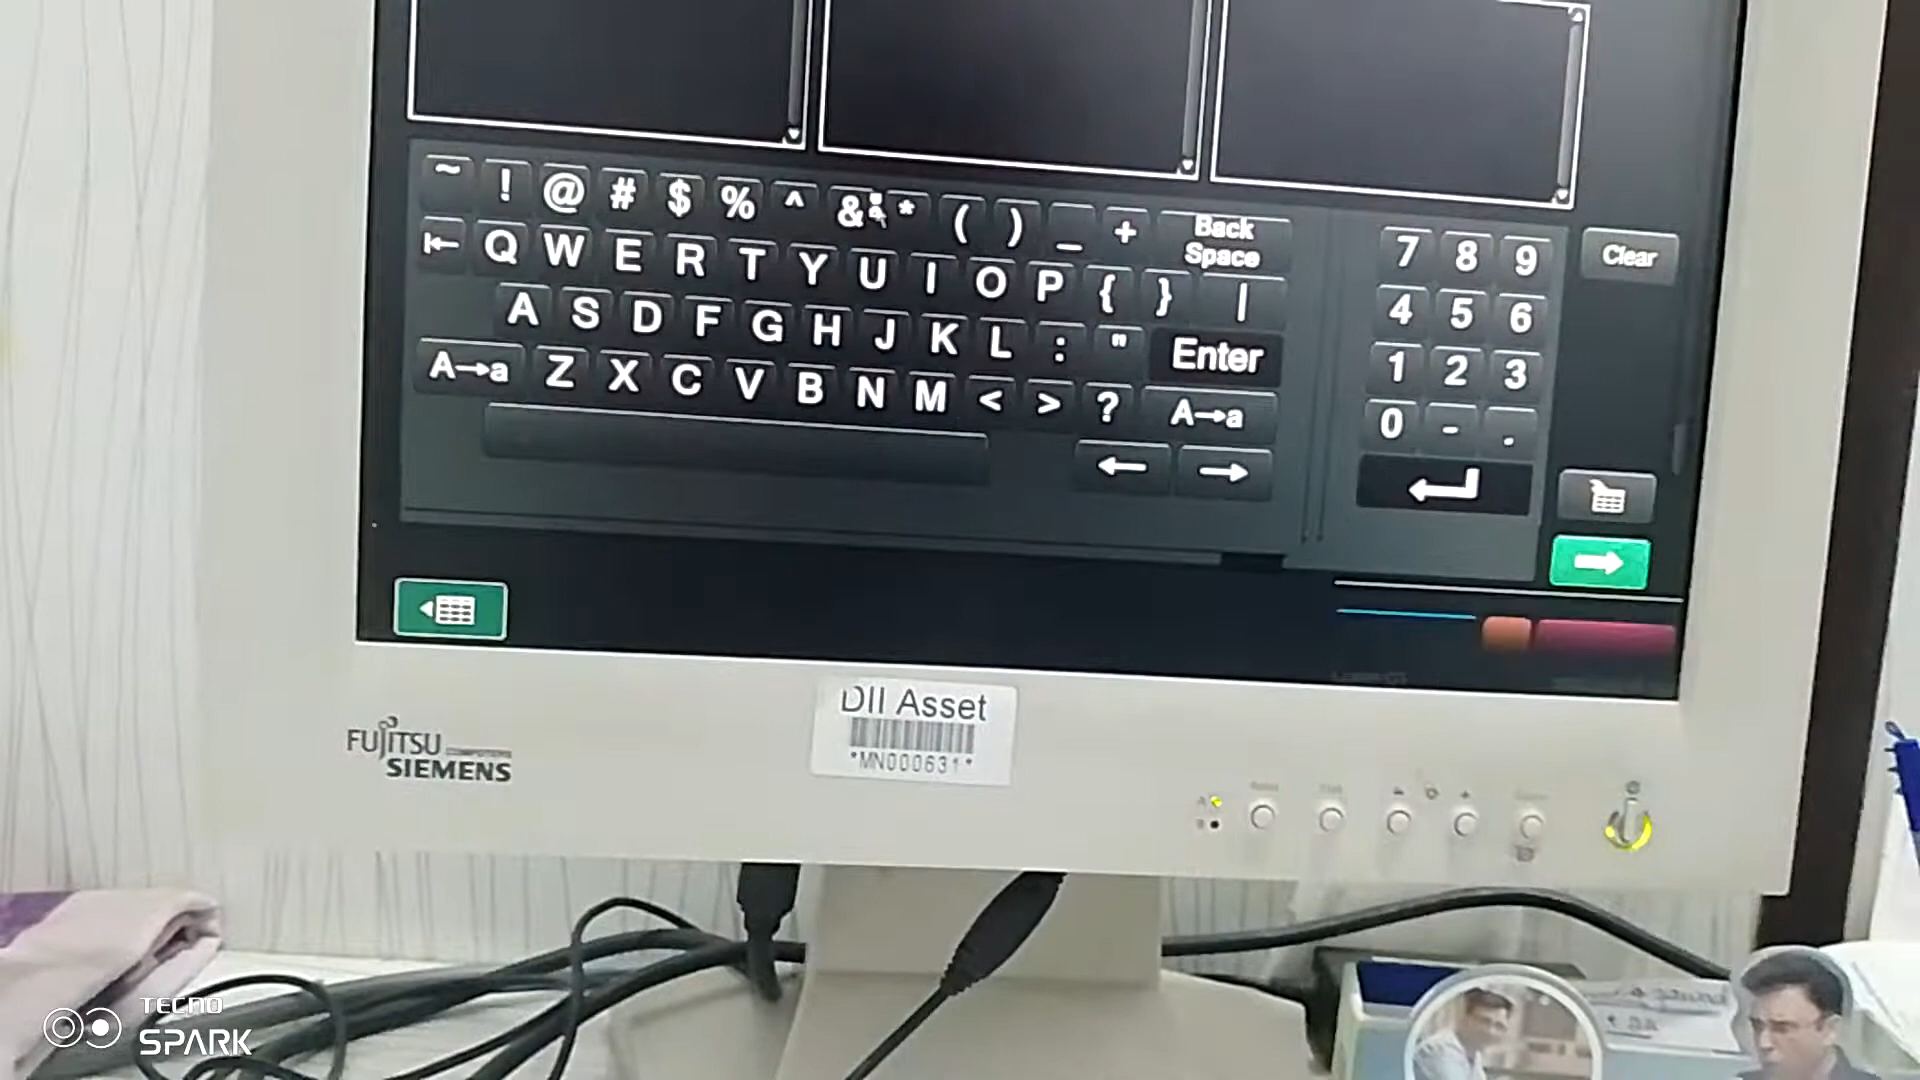 ~ ! @ # $ % ^ & * ( ) _ + Back Space
Q W E R T Y U I O P { } |
A S D F G H J K L : " Enter
A→a Z X C V B N M < > ? A→a
← →
7 8 9 Clear
4 5 6
1 2 3
0 - .
DII Asset
*MN000631*
FUJITSU COMPUTERS
SIEMENS
TECNO
SPARK